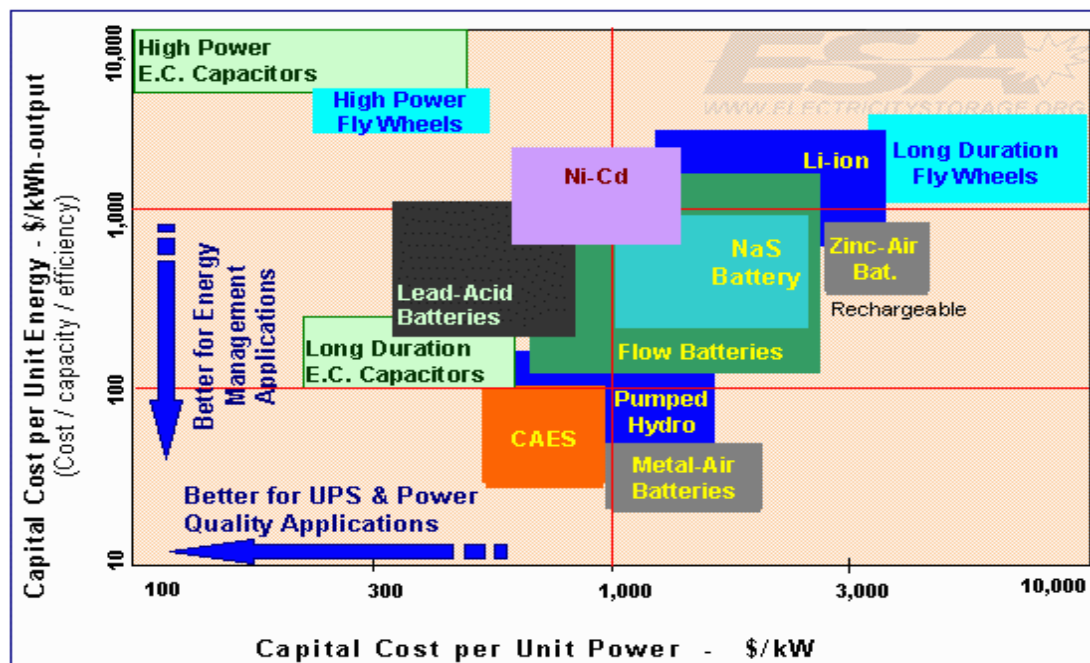 ESA
WWW.ELECTRICITYSTORAGE.ORG
High Power
E.C. Capacitors
High Power
Fly Wheels
Long Duration
Fly Wheels
Li-ion
Ni-Cd
NaS
Battery
Zinc-Air
Bat.
Rechargeable
Lead-Acid
Batteries
Flow Batteries
Long Duration
E.C. Capacitors
Pumped
Hydro
CAES
Metal-Air
Batteries
Better for Energy
Management
Applications
Better for UPS & Power
Quality Applications
Capital Cost per Unit Energy - $/kWh-output
(Cost / capacity / efficiency)
10,000
1,000
100
10
100
300
1,000
3,000
10,000
Capital Cost per Unit Power - $/kW